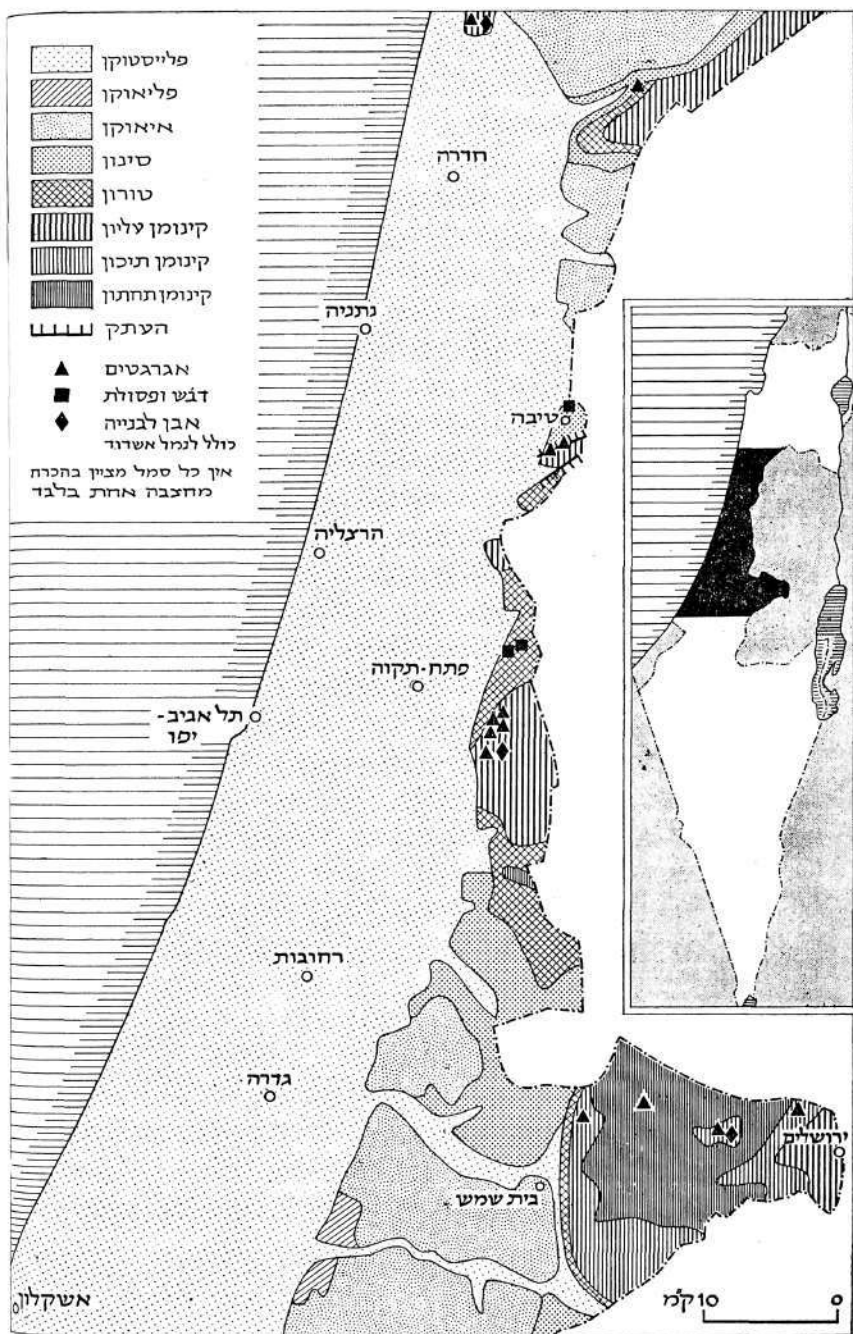 פלייסטוקן
פליאוקן
איאוקן
סינון
טורון
קינומן עליון
קינומן תיכון
קינומן תחתון
העתק
אגרגטים
דבש ופסולת
אבן לבנייה
כולל לנמל אשדוד
אין כל סמל מציין בהכרח
מחצבה אחת בלבד
חדרה
נתניה
טיבה
הרצליה
פתח-תקוה
תל אביב-
יפו
רחובות
גדרה
ירושלים
בית שמש
אשקלון
10 ק"מ
0